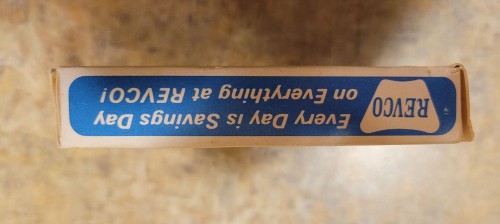 REVCO
Every Day is Savings Day
on Everything at REVCO!